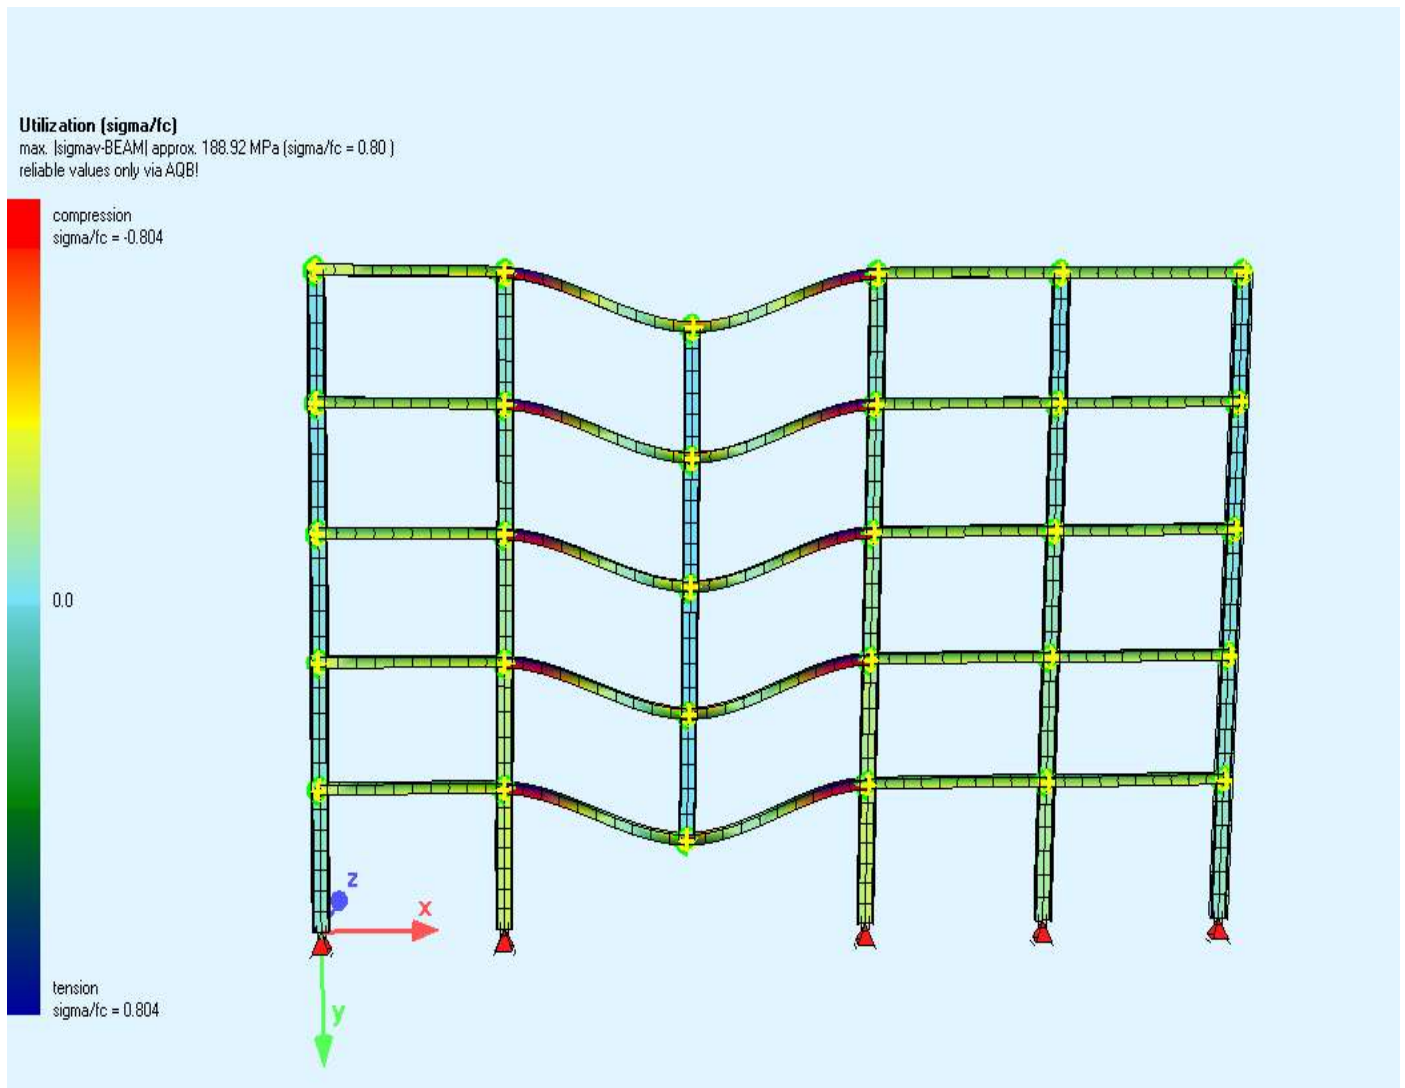 Utilization (sigma/fc)
max. |sigmav-BEAM| approx. 188.92 MPa (sigma/fc = 0.80 )
reliable values only via AQB!
compression
sigma/fc = -0.804
0.0
tension
sigma/fc = 0.804
z
x
y